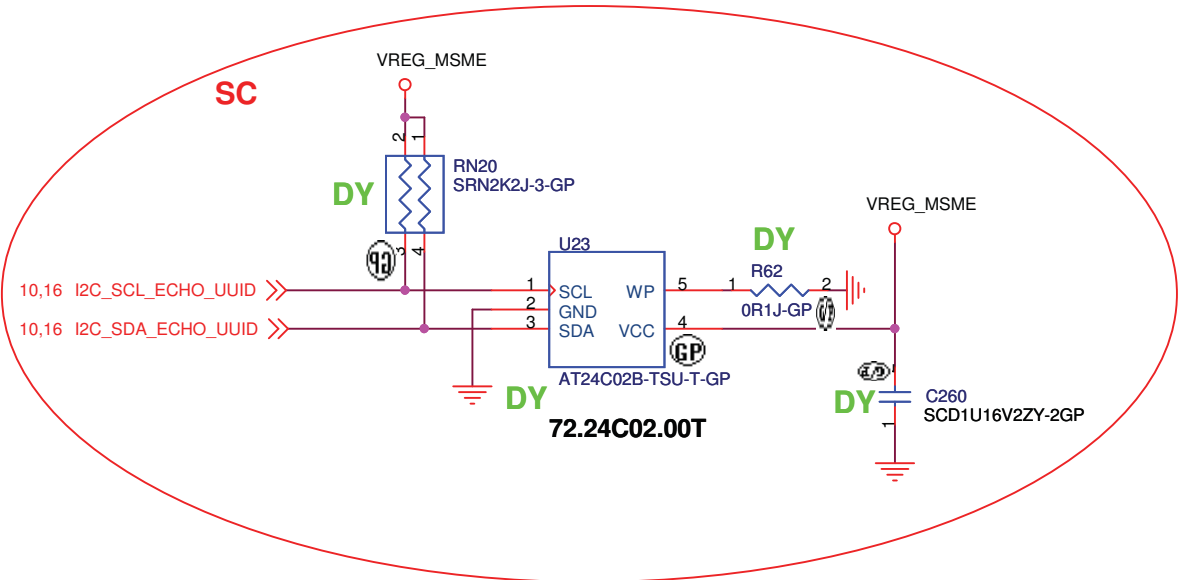 VREG_MSME
SC
2 1
RN20
SRN2K2J-3-GP
DY
3 4
GP
VREG_MSME
DY
U23
R62
10,16 I2C_SCL_ECHO_UUID
1 SCL
WP 5
1 2
2 GND
0R1J-GP
10,16 I2C_SDA_ECHO_UUID
3 SDA
VCC 4
GP
AT24C02B-TSU-T-GP
DY
72.24C02.00T
DY
C260
SCD1U16V2ZY-2GP
1